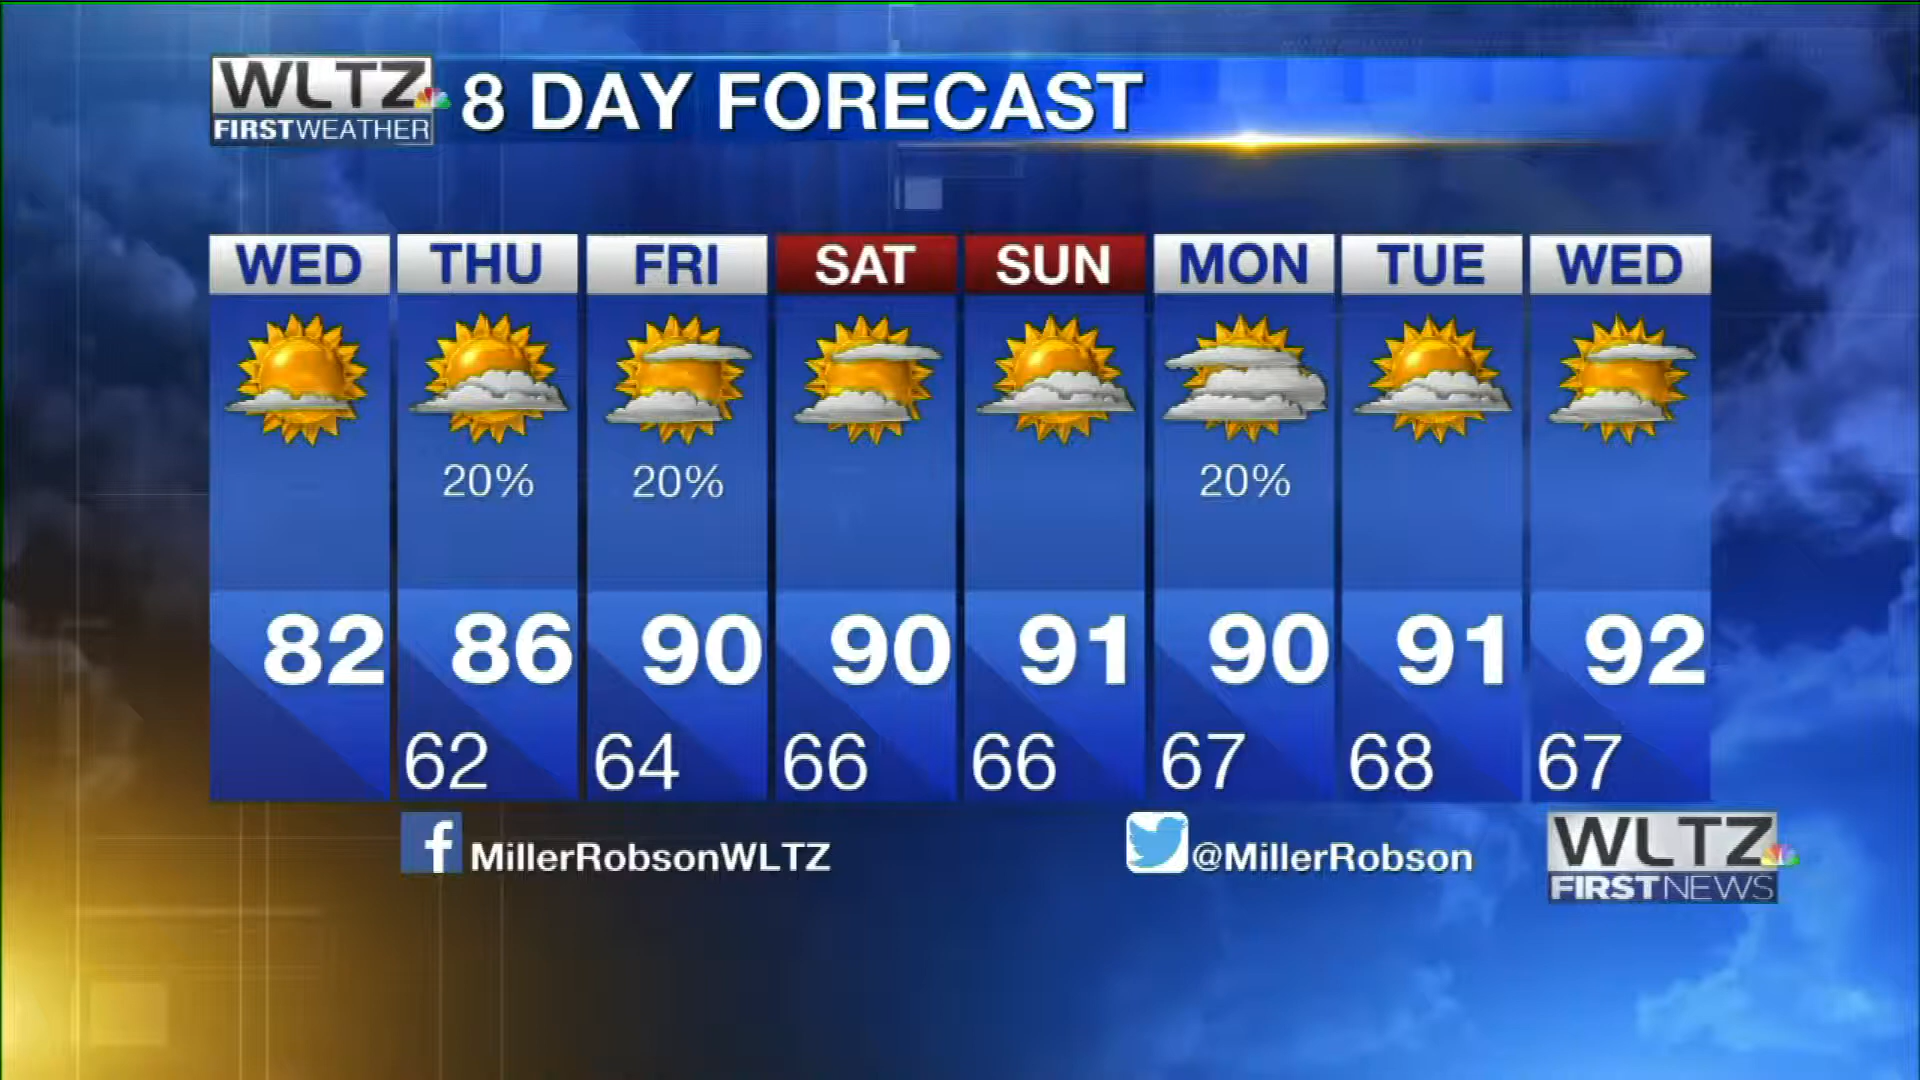 WLTZ
FIRSTWEATHER
8 DAY FORECAST
WED THU FRI SAT SUN MON TUE WED
20% 20% 20%
82 86 90 90 91 90 91 92
62 64 66 66 67 68 67
f MillerRobsonWLTZ @MillerRobson
WLTZ
FIRSTNEWS